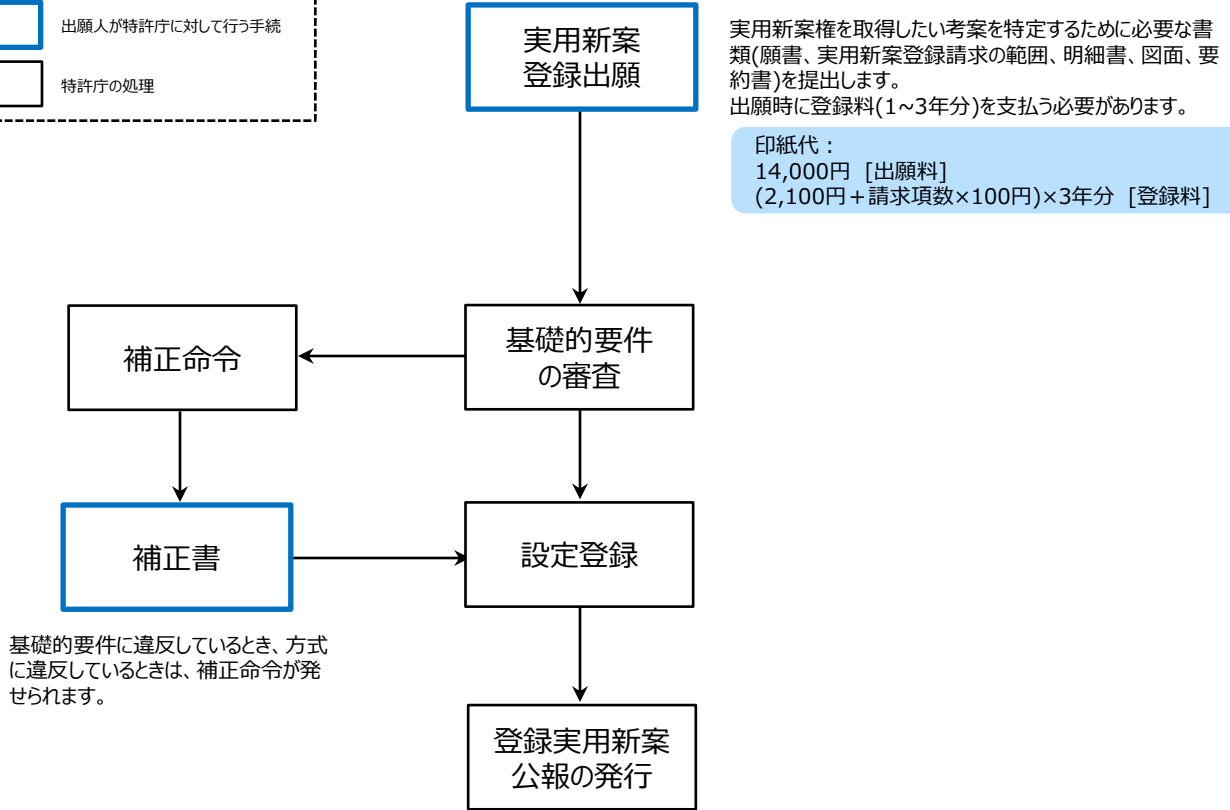 出願人が特許庁に対して行う手続
特許庁の処理
実用新案
登録出願
実用新案権を取得したい考案を特定するために必要な書
類(願書、実用新案登録請求の範囲、明細書、図面、要
約書)を提出します。
出願時に登録料(1~3年分)を支払う必要があります。
印紙代：
14,000円 [出願料]
(2,100円＋請求項数×100円)×3年分 [登録料]
補正命令
基礎的要件
の審査
補正書
設定登録
基礎的要件に違反しているとき、方式
に違反しているときは、補正命令が発
せられます。
登録実用新案
公報の発行